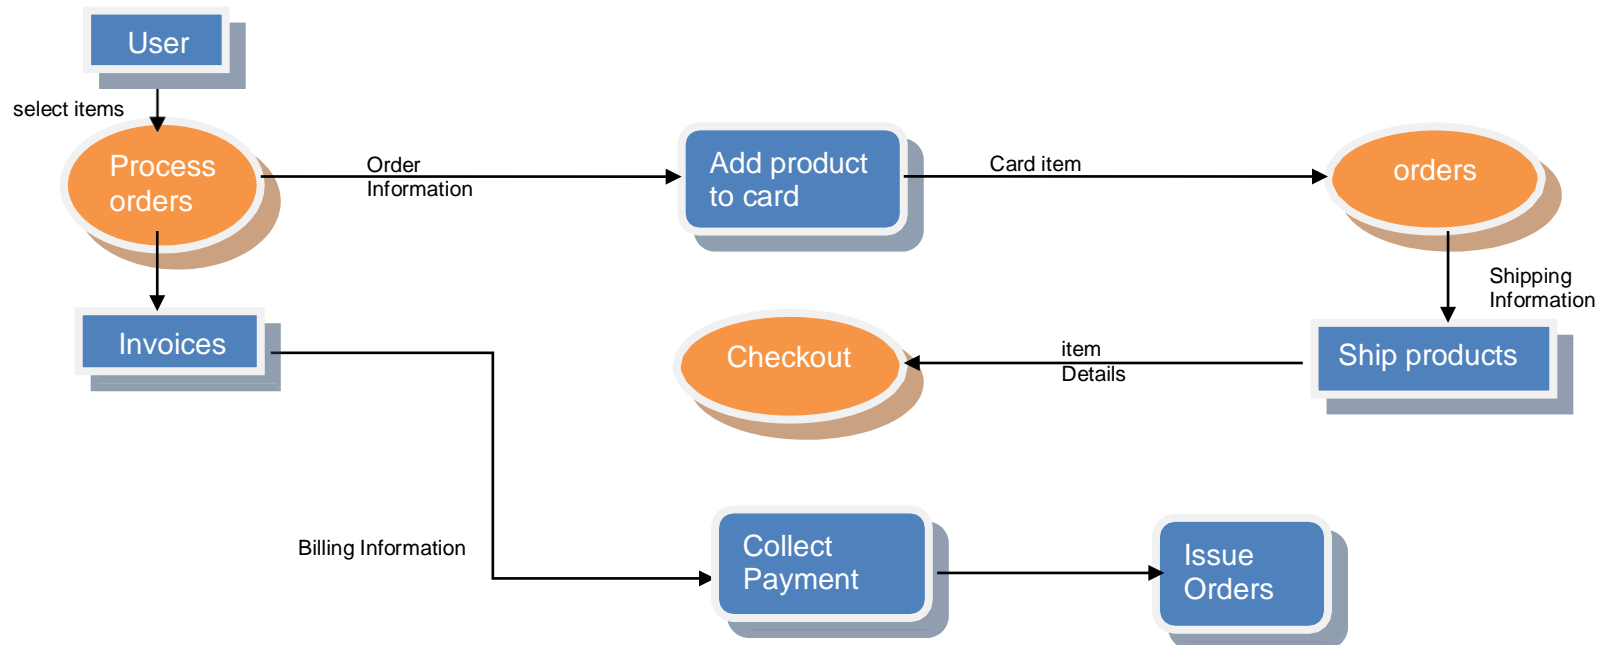 User
select items
Process
orders
Order
Information
Add product
to card
Card item
orders
Shipping
Information
Invoices
Checkout
item
Details
Ship products
Billing Information
Collect
Payment
Issue
Orders